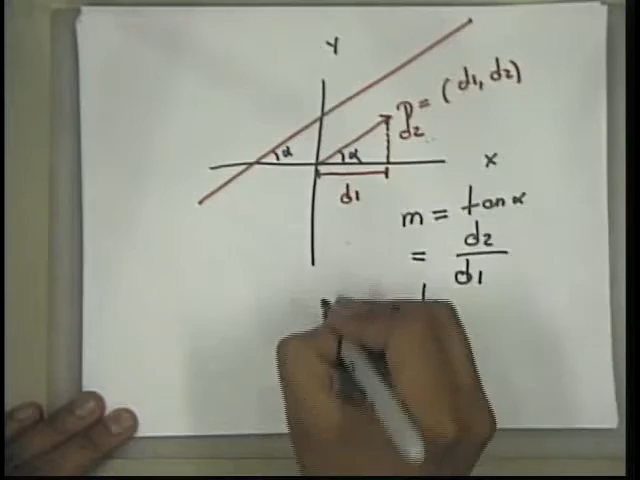 Y
P = (d1, d2)
d2
α
α
X
d1
m = tan α
= d2
d1